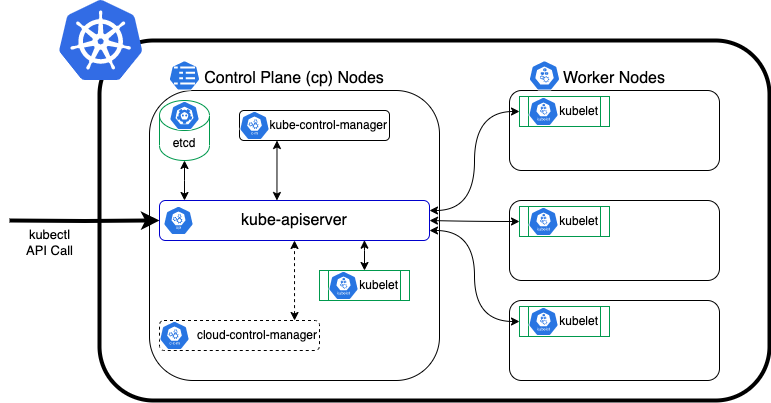 Control Plane (cp) Nodes
Worker Nodes
etcd
kube-control-manager
kubelet
kube-apiserver
kubelet
kubectl
API Call
kubelet
cloud-control-manager
kubelet